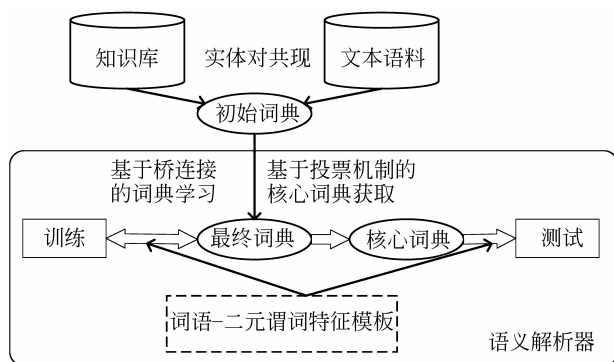 知识库
实体对共现
文本语料
初始词典
基于桥连接
的词典学习
基于投票机制的
核心词典获取
训练
最终词典
核心词典
测试
词语-二元谓词特征模板
语义解析器